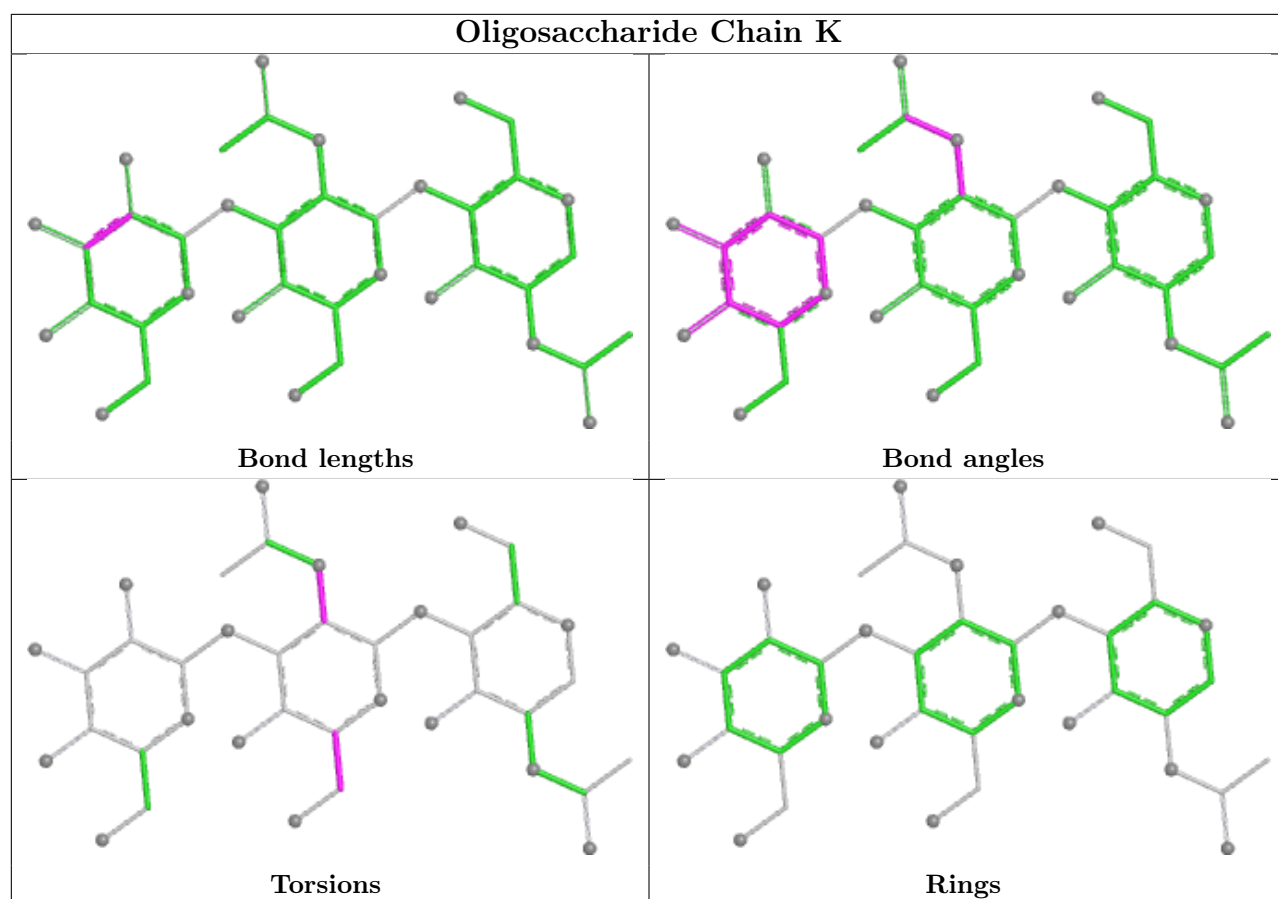 Oligosaccharide Chain K
Bond lengths
Bond angles
Torsions
Rings